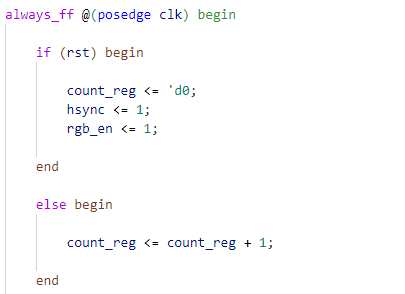 always_ff @(posedge clk) begin
if (rst) begin
count_reg <= 'd0;
hsync <= 1;
rgb_en <= 1;
end
else begin
count_reg <= count_reg + 1;
end